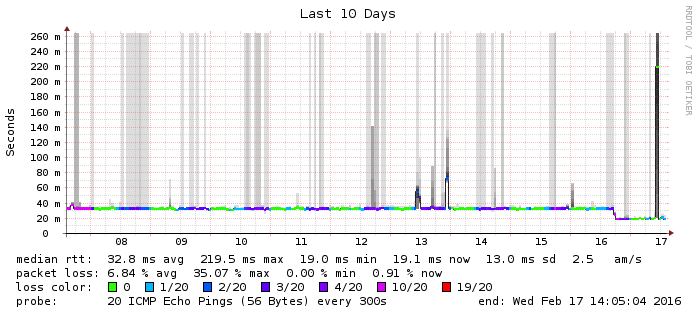 Last 10 Days
RRDTOOL / TOBI OETIKER
Seconds
260 m
240 m
220 m
200 m
180 m
160 m
140 m
120 m
100 m
80 m
60 m
40 m
20 m
0
08 09 10 11 12 13 14 15 16 17
median rtt: 32.8 ms avg 219.5 ms max 19.0 ms min 19.1 ms now 13.0 ms sd 2.5 am/s
packet loss: 6.84 % avg 35.07 % max 0.00 % min 0.91 % now
loss color: 0 1/20 2/20 3/20 4/20 10/20 19/20
probe: 20 ICMP Echo Pings (56 Bytes) every 300s end: Wed Feb 17 14:05:04 2016